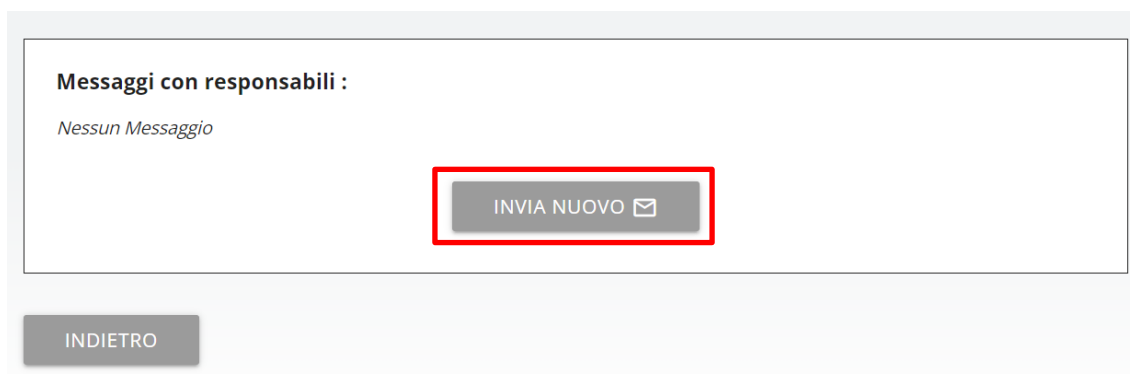 Messaggi con responsabili :
Nessun Messaggio
INVIA NUOVO
INDIETRO